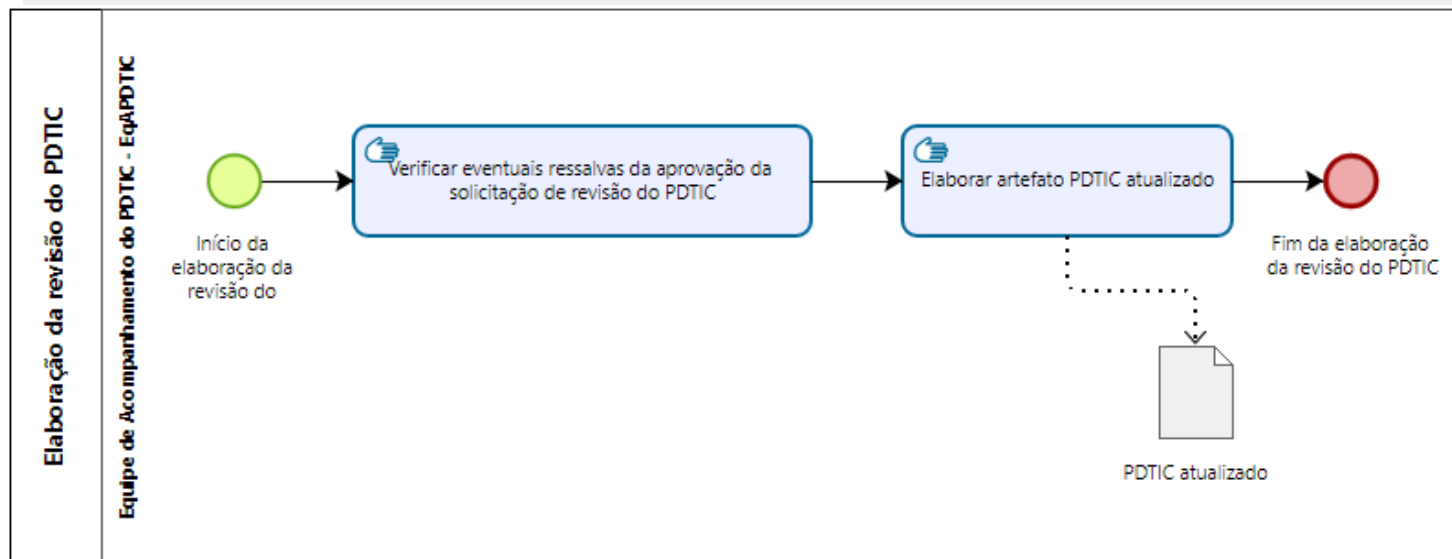 Elaboração da revisão do PDTIC
Equipe de Acompanhamento do PDTIC - EqAPDTIC
Início da
elaboração da
revisão do
Verificar eventuais ressalvas da aprovação da
solicitação de revisão do PDTIC
Elaborar artefato PDTIC atualizado
Fim da elaboração
da revisão do PDTIC
PDTIC atualizado